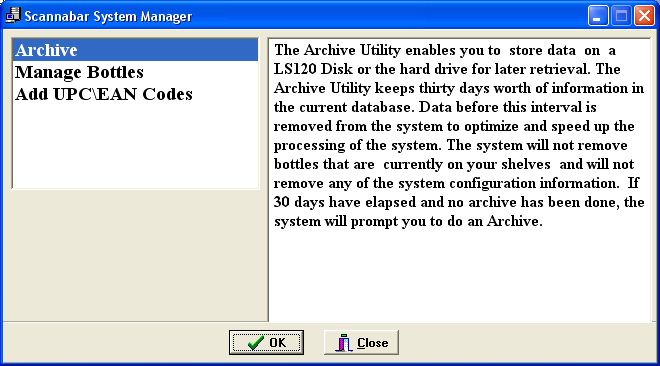 Scannabar System Manager
Archive
Manage Bottles
Add UPC\EAN Codes
The Archive Utility enables you to  store data  on  a
LS120 Disk or the hard drive for later retrieval. The
Archive Utility keeps thirty days worth of information in
the current database. Data before this interval is
removed from the system to optimize and speed up the
processing of the system. The system will not remove
bottles that are  currently on your shelves  and will not
remove any of the system configuration information.  If
30 days have elapsed and no archive has been done, the
system will prompt you to do an Archive.
OK
Close